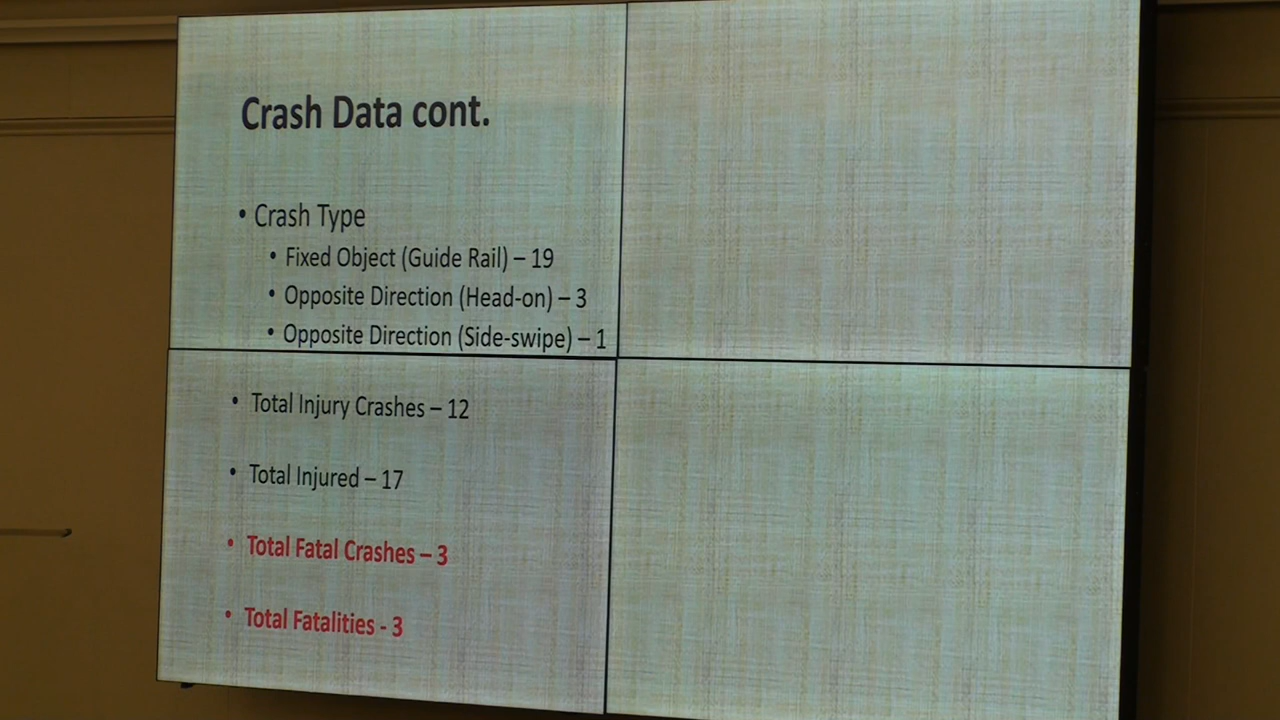 Crash Data cont.
• Crash Type
• Fixed Object (Guide Rail) – 19
• Opposite Direction (Head-on) – 3
• Opposite Direction (Side-swipe) – 1
• Total Injury Crashes – 12
• Total Injured – 17
• Total Fatal Crashes – 3
• Total Fatalities - 3